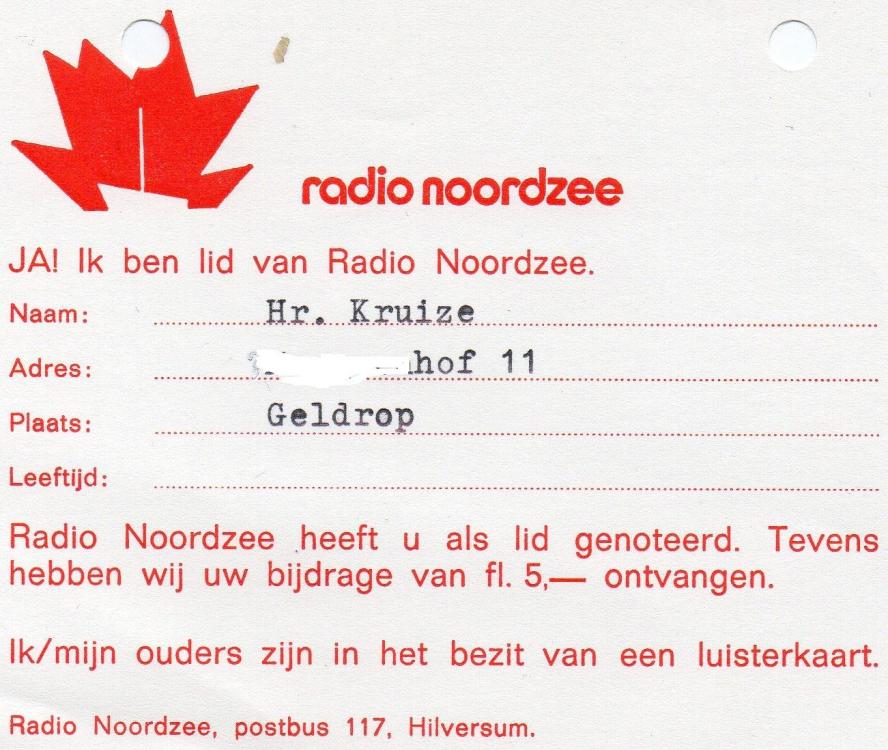 radio noordzee
JA! Ik ben lid van Radio Noordzee.
Naam: Hr. Kruize
Adres: hof 11
Plaats: Geldrop
Leeftijd:
Radio Noordzee heeft u als lid genoteerd. Tevens
hebben wij uw bijdrage van fl. 5,— ontvangen.
Ik/mijn ouders zijn in het bezit van een luisterkaart.
Radio Noordzee, postbus 117, Hilversum.